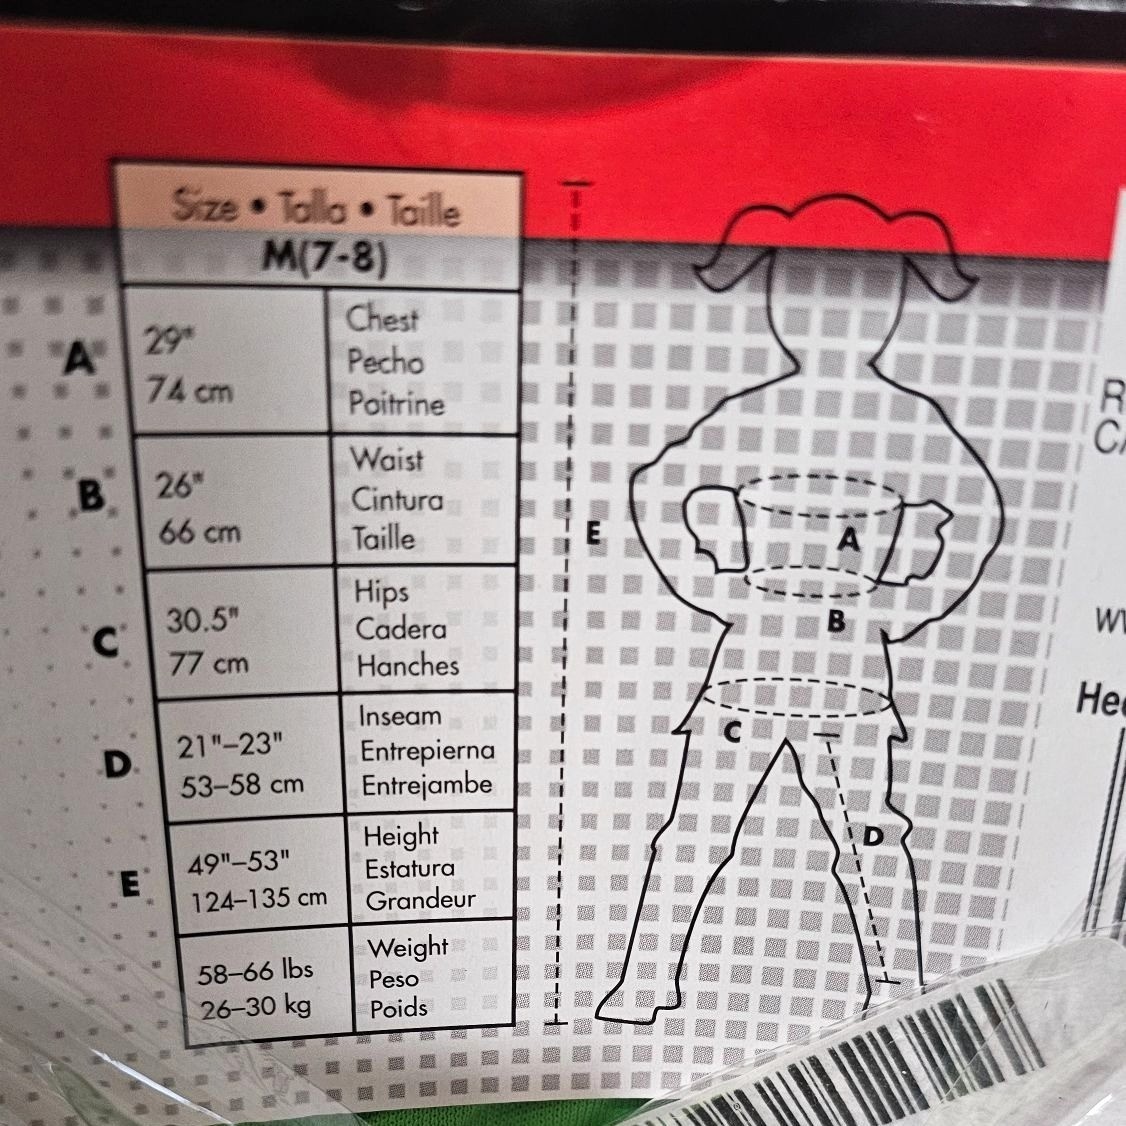 Size • Talla • Taille
M(7-8)
A
29"
74 cm
Chest
Pecho
Poitrine
B
26"
66 cm
Waist
Cintura
Taille
C
30.5"
77 cm
Hips
Cadera
Hanches
D
21"–23"
53–58 cm
Inseam
Entrepierna
Entrejambe
E
49"–53"
124–135 cm
Height
Estatura
Grandeur
58–66 lbs
26–30 kg
Weight
Peso
Poids
E
A
B
C
D